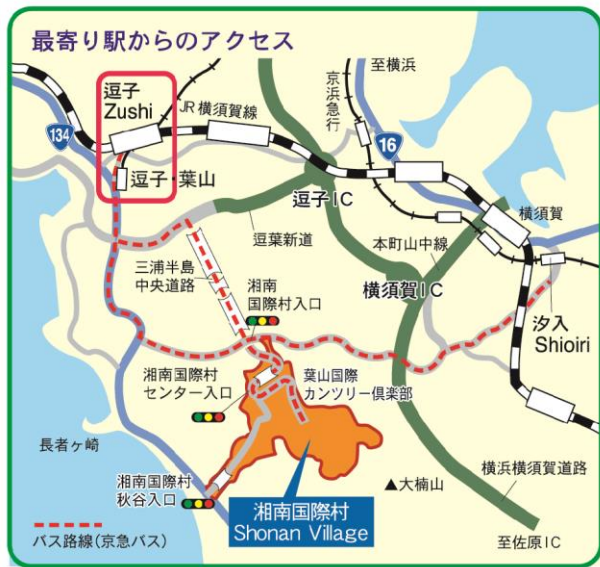 最寄り駅からのアクセス
至横浜
逗子
Zushi
JR横須賀線
京浜急行
134
16
逗子・葉山
逗子IC
横須賀
逗葉新道
本町山中線
三浦半島
中央道路
湘南
国際村入口
横須賀IC
汐入
Shioiri
湘南国際村
センター入口
葉山国際
カンツリー倶楽部
長者ヶ崎
湘南国際村
秋谷入口
▲大楠山
横浜横須賀道路
湘南国際村
Shonan Village
バス路線(京急バス)
至佐原IC